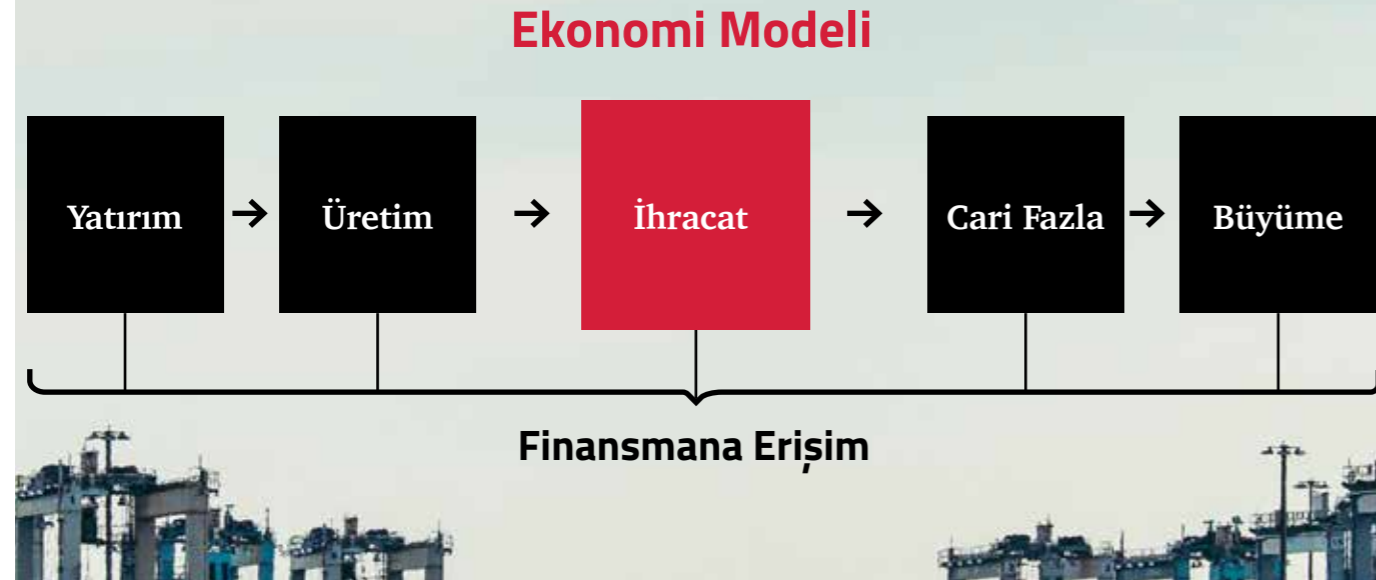 Ekonomi Modeli
Yatırım → Üretim → İhracat → Cari Fazla → Büyüme
Finansmana Erişim